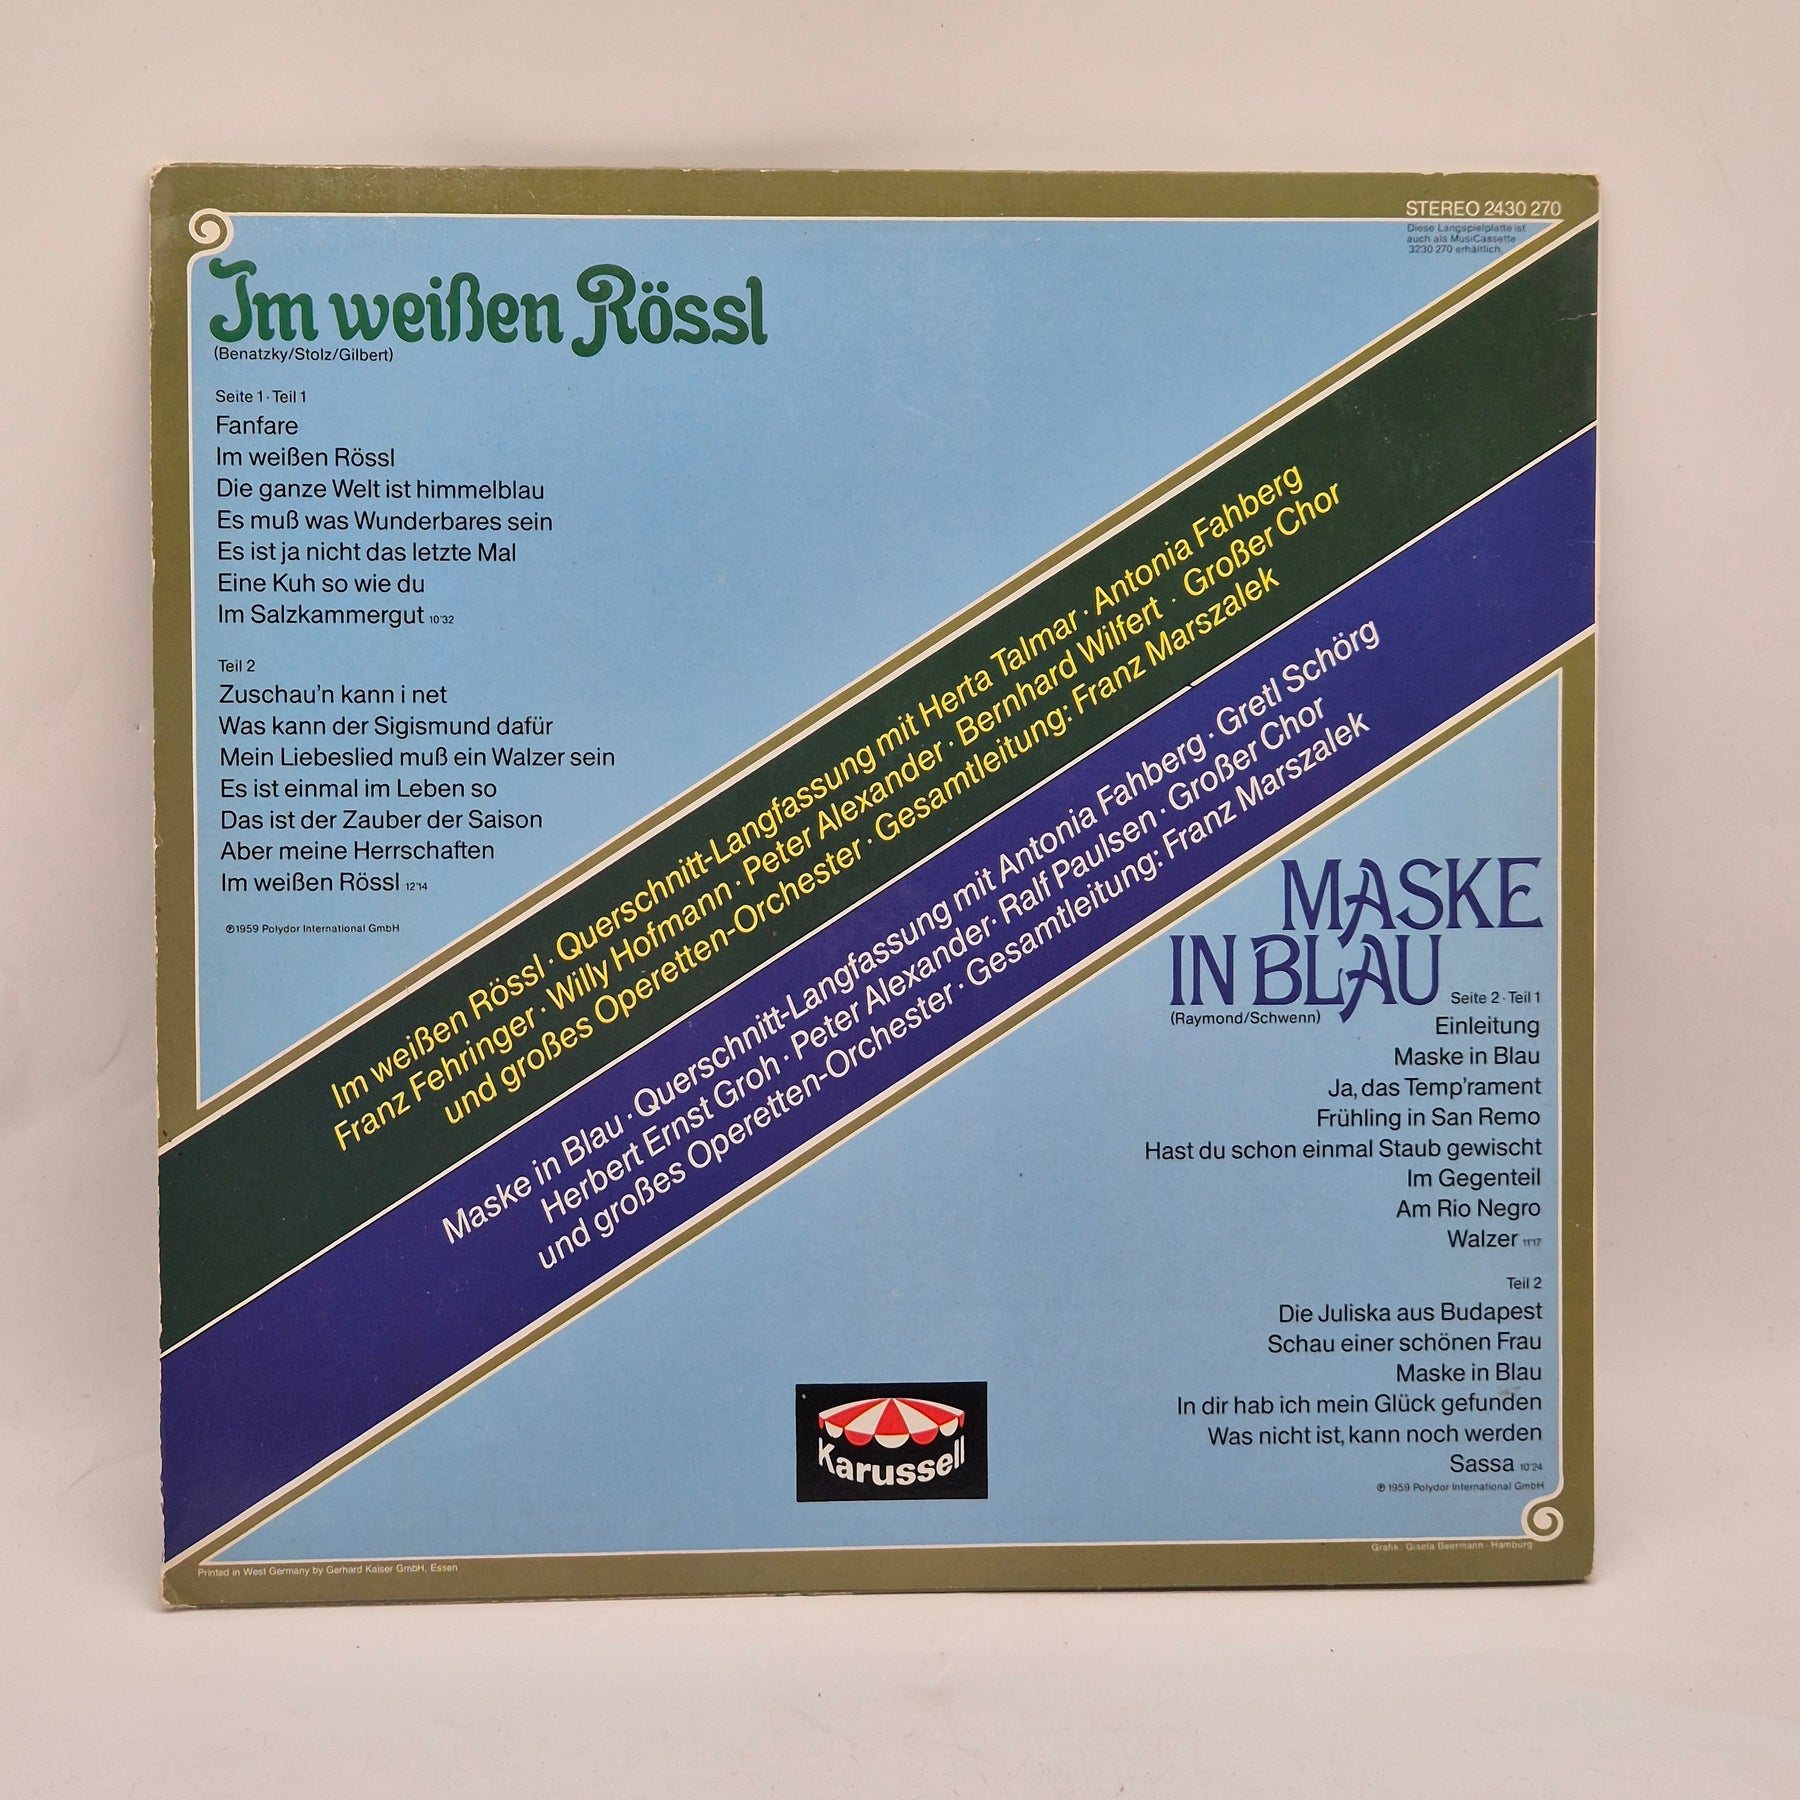 STEREO 2430 270
Diese Langspielplatte ist
auch als MusiCassette
3230 270 erhältlich.
Im weißen Rössl
(Benatzky/Stolz/Gilbert)
Seite 1 · Teil 1
Fanfare
Im weißen Rössl
Die ganze Welt ist himmelblau
Es muß was Wunderbares sein
Es ist ja nicht das letzte Mal
Eine Kuh so wie du
Im Salzkammergut 10'32
Teil 2
Zuschau'n kann i net
Was kann der Sigismund dafür
Mein Liebeslied muß ein Walzer sein
Es ist einmal im Leben so
Das ist der Zauber der Saison
Aber meine Herrschaften
Im weißen Rössl 12'14
℗1959 Polydor International GmbH
Im weißen Rössl · Querschnitt-Langfassung mit Herta Talmar · Antonia Fahberg
Franz Fehringer · Willy Hofmann · Peter Alexander · Bernhard Wilfert · Großer Chor
und großes Operetten-Orchester · Gesamtleitung: Franz Marszalek
Maske in Blau · Querschnitt-Langfassung mit Antonia Fahberg · Gretl Schörg
Herbert Ernst Groh · Peter Alexander · Ralf Paulsen · Großer Chor
und großes Operetten-Orchester · Gesamtleitung: Franz Marszalek
MASKE
IN BLAU
(Raymond/Schwenn)
Seite 2 · Teil 1
Einleitung
Maske in Blau
Ja, das Temp'rament
Frühling in San Remo
Hast du schon einmal Staub gewischt
Im Gegenteil
Am Rio Negro
Walzer 11'17
Teil 2
Die Juliska aus Budapest
Schau einer schönen Frau
Maske in Blau
In dir hab ich mein Glück gefunden
Was nicht ist, kann noch werden
Sassa 10'24
℗ 1959 Polydor International GmbH
Karussell
Grafik · Gisela Beermann · Hamburg
Printed in West Germany by Gerhard Kaiser GmbH, Essen